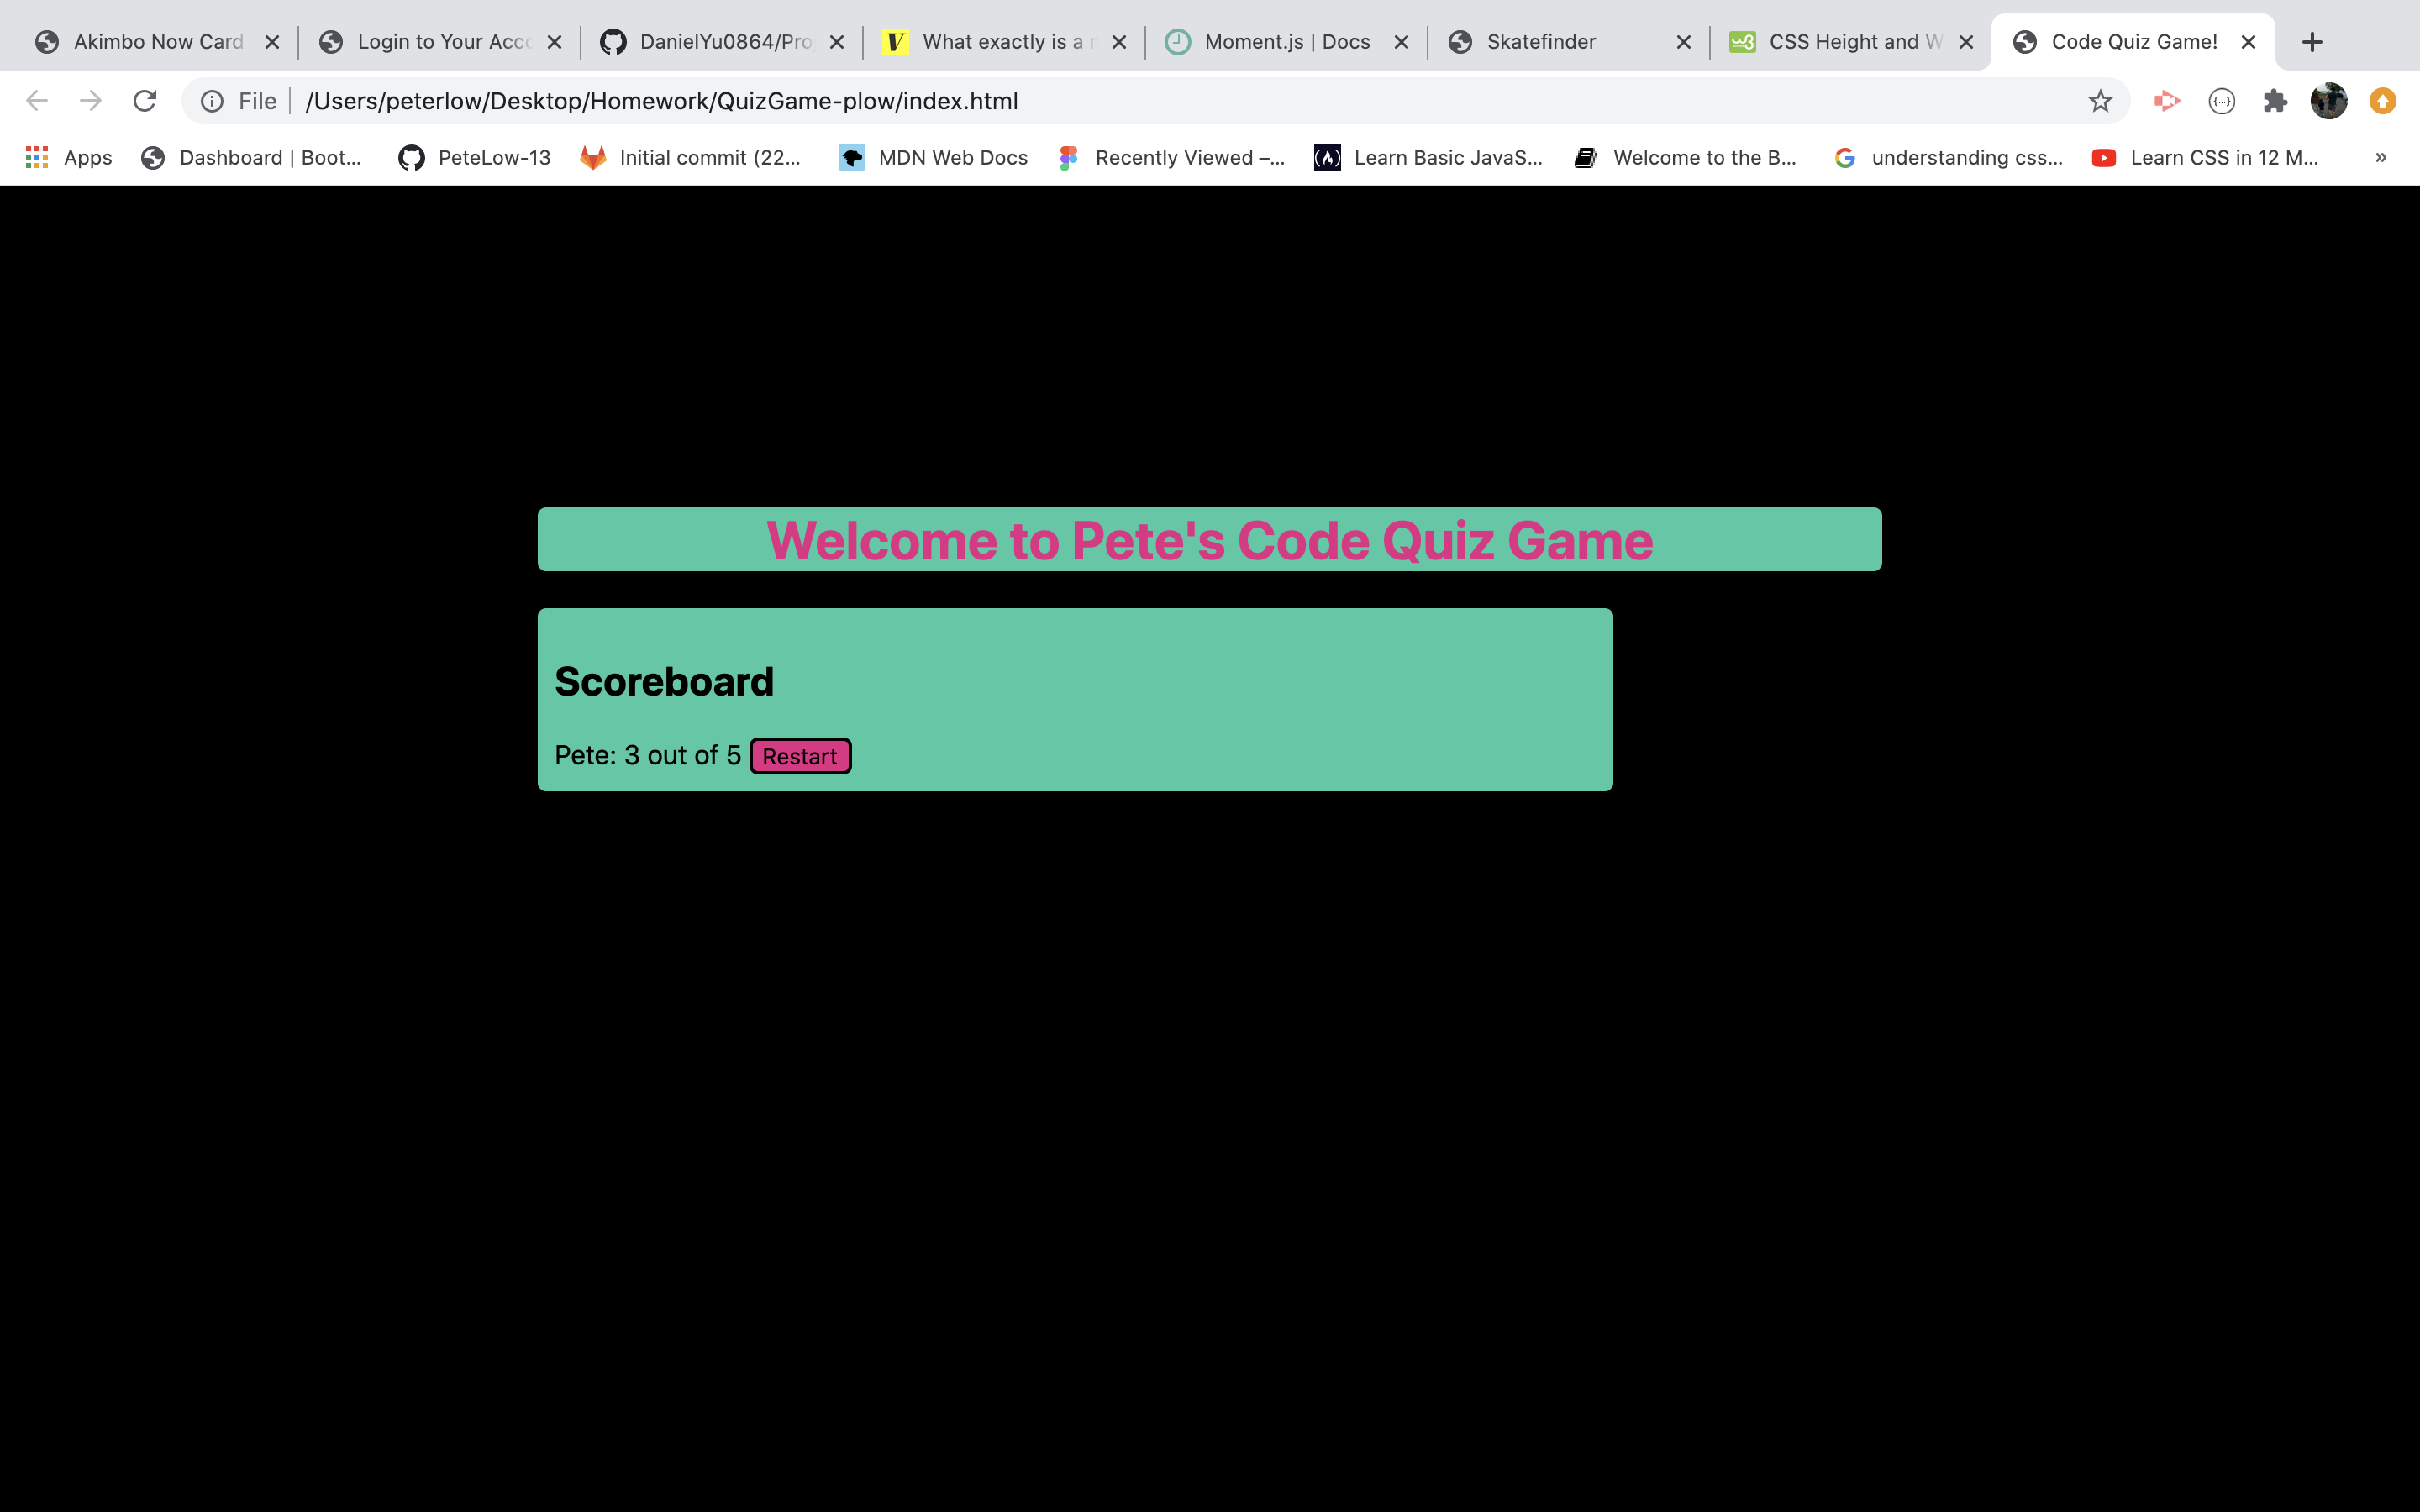 Akimbo Now Card
Login to Your Acc
DanielYu0864/Pro
What exactly is a
Moment.js | Docs
Skatefinder
CSS Height and W
Code Quiz Game!
File
/Users/peterlow/Desktop/Homework/QuizGame-plow/index.html
Apps
Dashboard | Boot...
PeteLow-13
Initial commit (22...
MDN Web Docs
Recently Viewed –...
Learn Basic JavaS...
Welcome to the B...
understanding css...
Learn CSS in 12 M...
»
Welcome to Pete's Code Quiz Game
Scoreboard
Pete: 3 out of 5 Restart